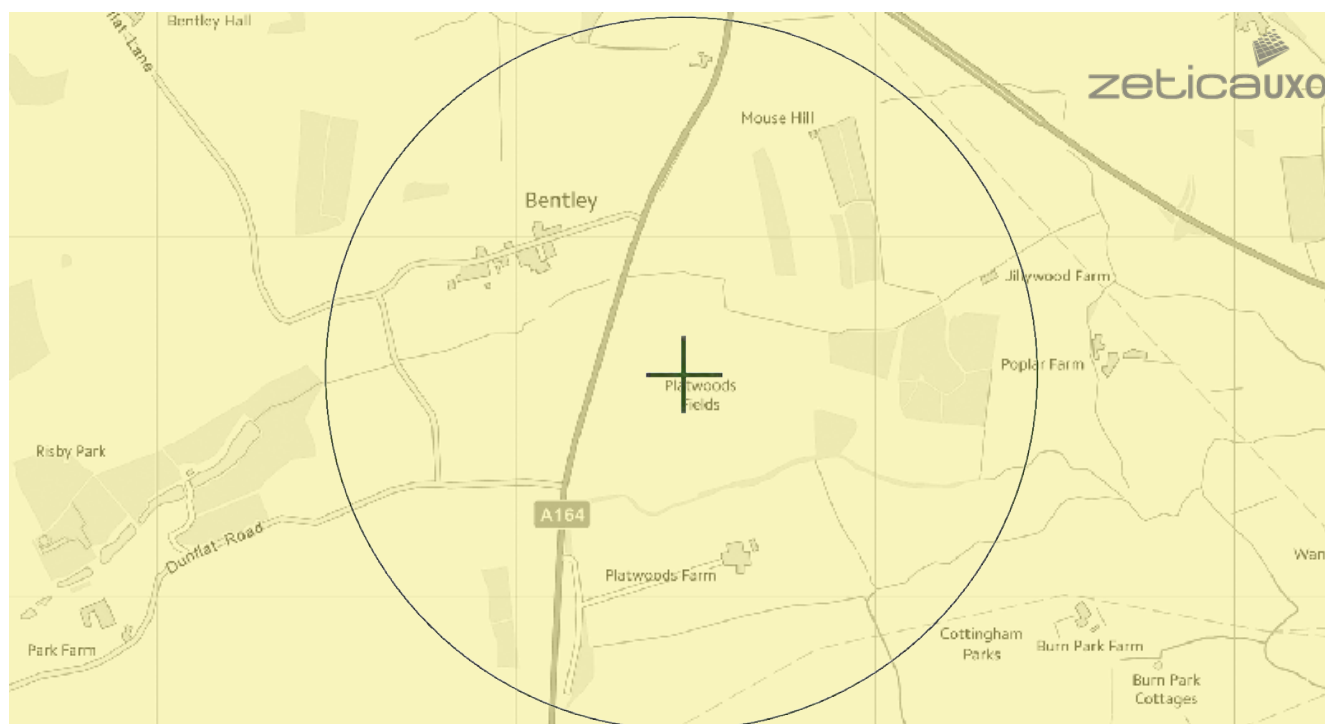 Bentley Hall
flat-Lane
zeticauxo
Mouse Hill
Bentley
Jillywood Farm
Poplar Farm
Platwoods
Fields
Risby Park
A164
Dunflat-Road
Platwoods Farm
Wan
Cottingham
Parks
Burn Park Farm
Park Farm
Burn Park
Cottages